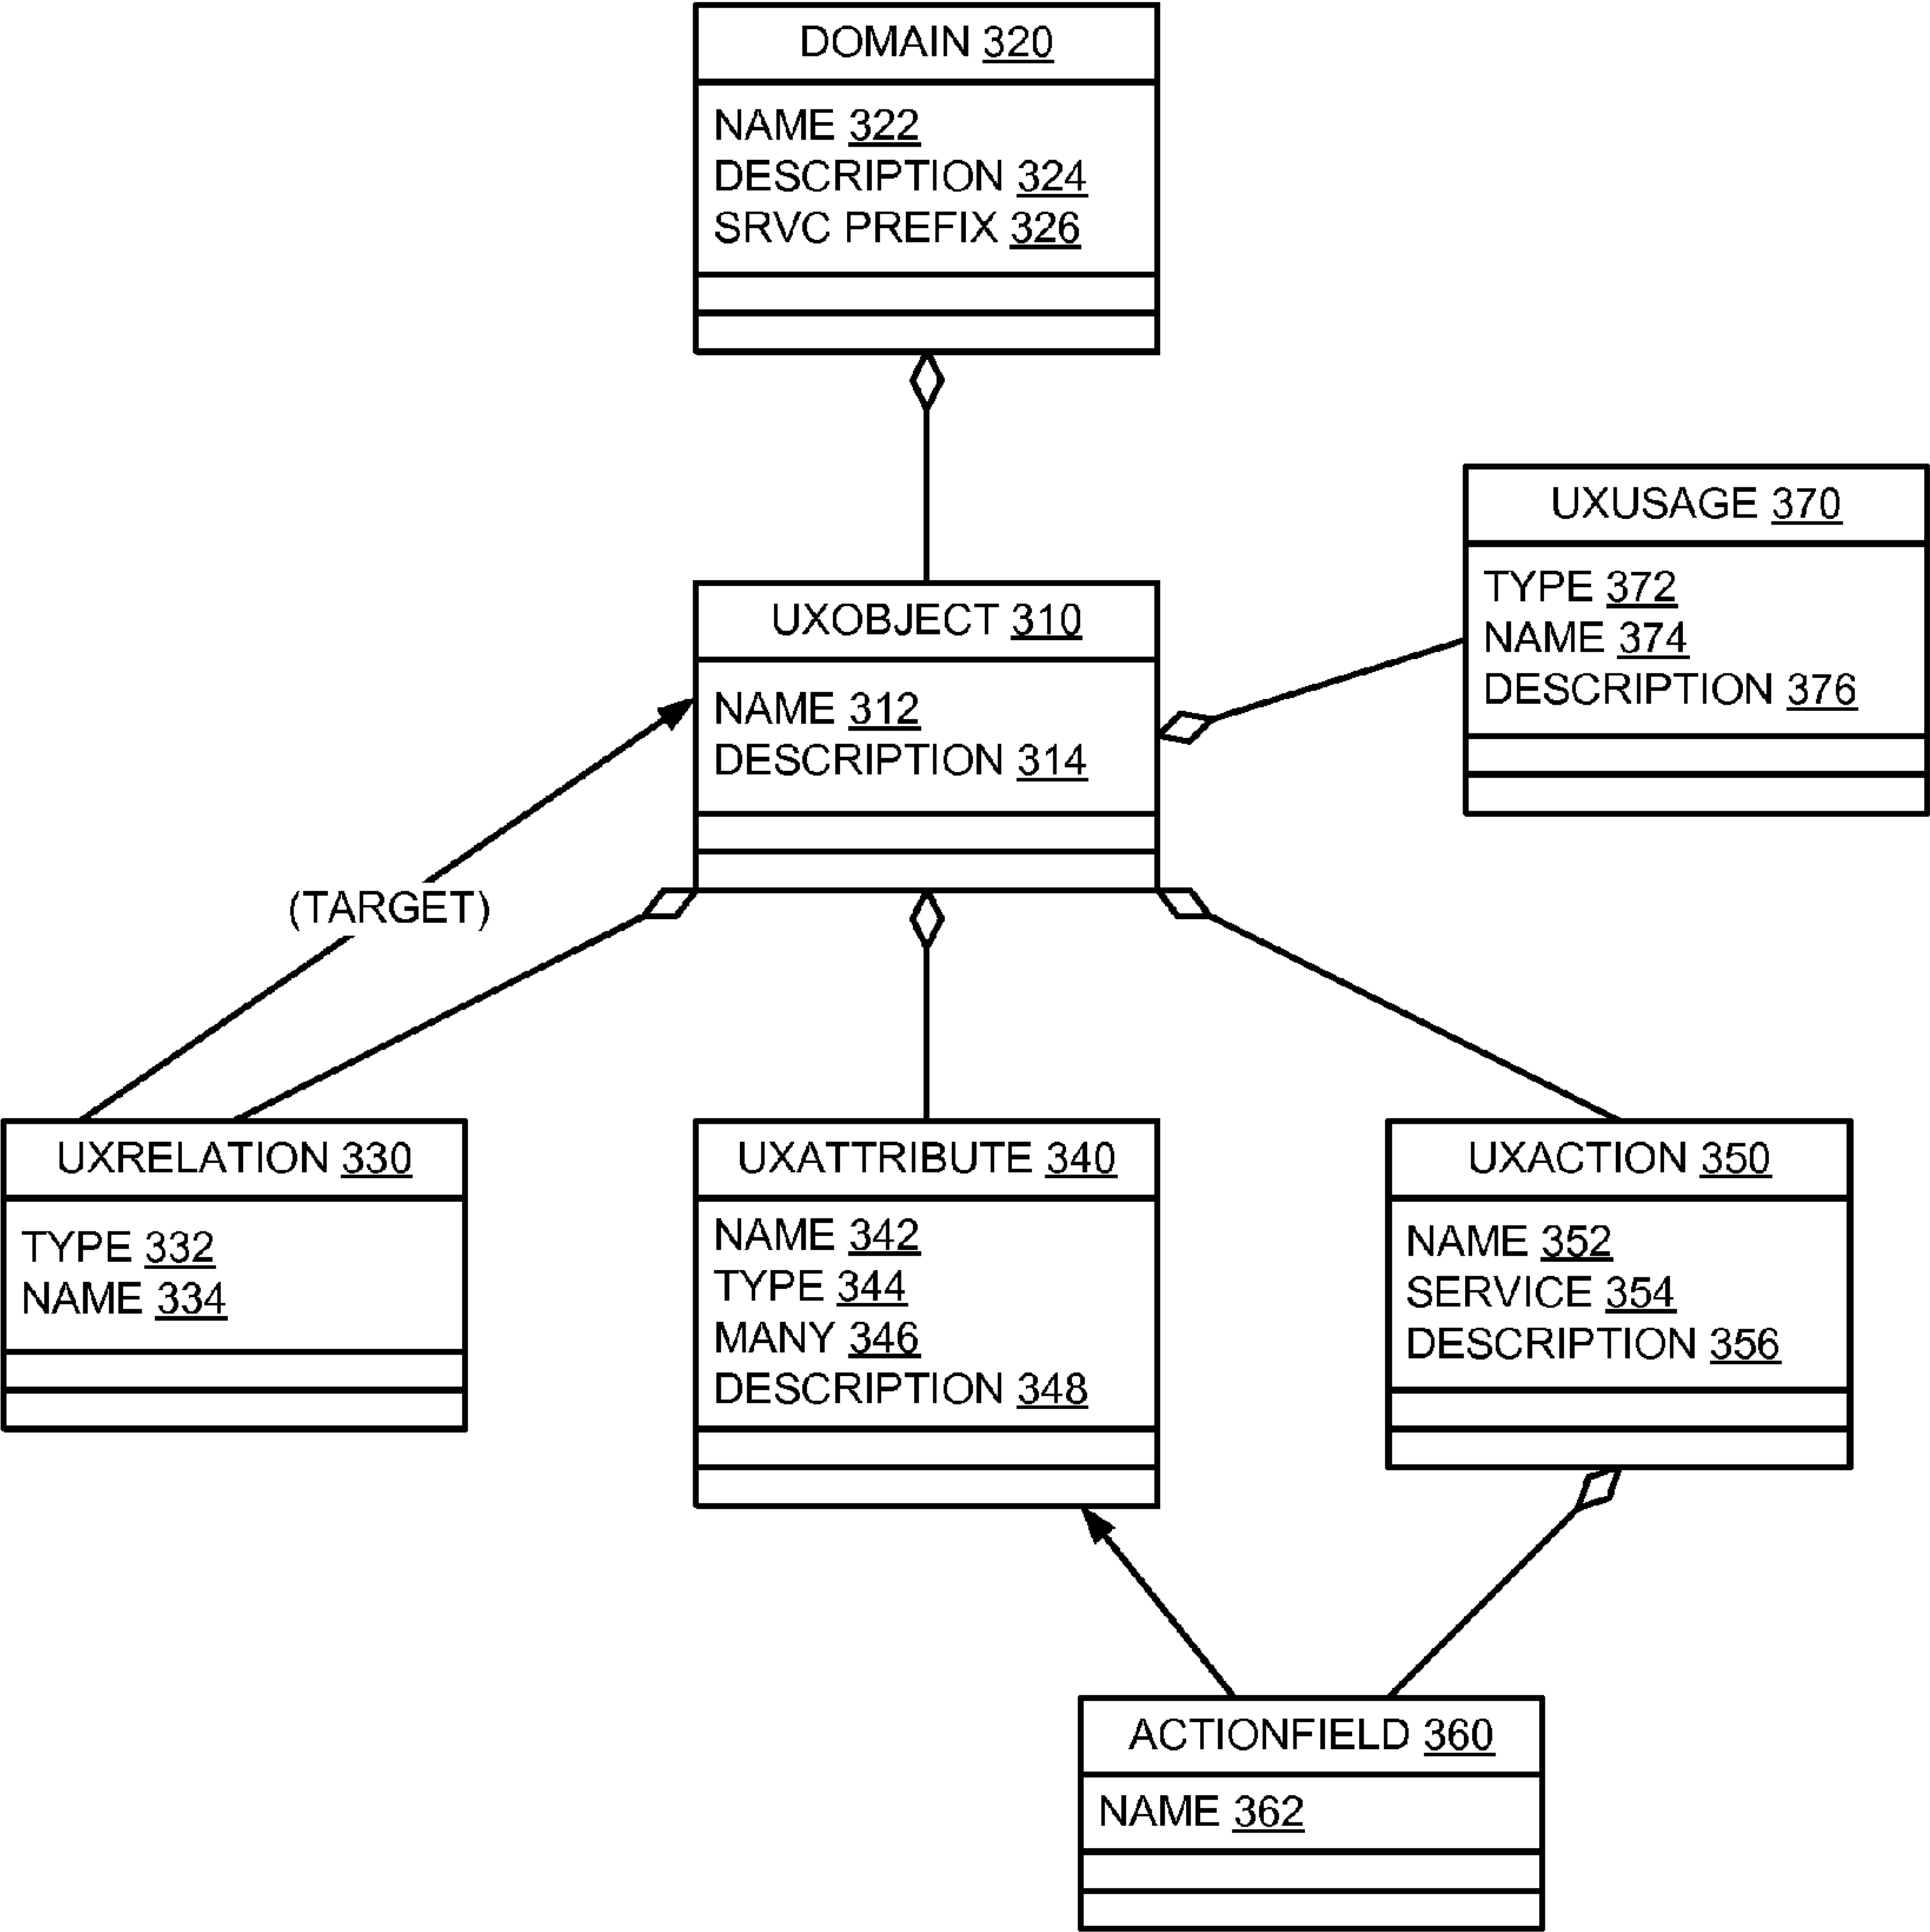 DOMAIN 320
NAME 322
DESCRIPTION 324
SRVC PREFIX 326
UXUSAGE 370
TYPE 372
NAME 374
DESCRIPTION 376
UXOBJECT 310
NAME 312
DESCRIPTION 314
(TARGET)
UXRELATION 330
TYPE 332
NAME 334
UXATTRIBUTE 340
NAME 342
TYPE 344
MANY 346
DESCRIPTION 348
UXACTION 350
NAME 352
SERVICE 354
DESCRIPTION 356
ACTIONFIELD 360
NAME 362